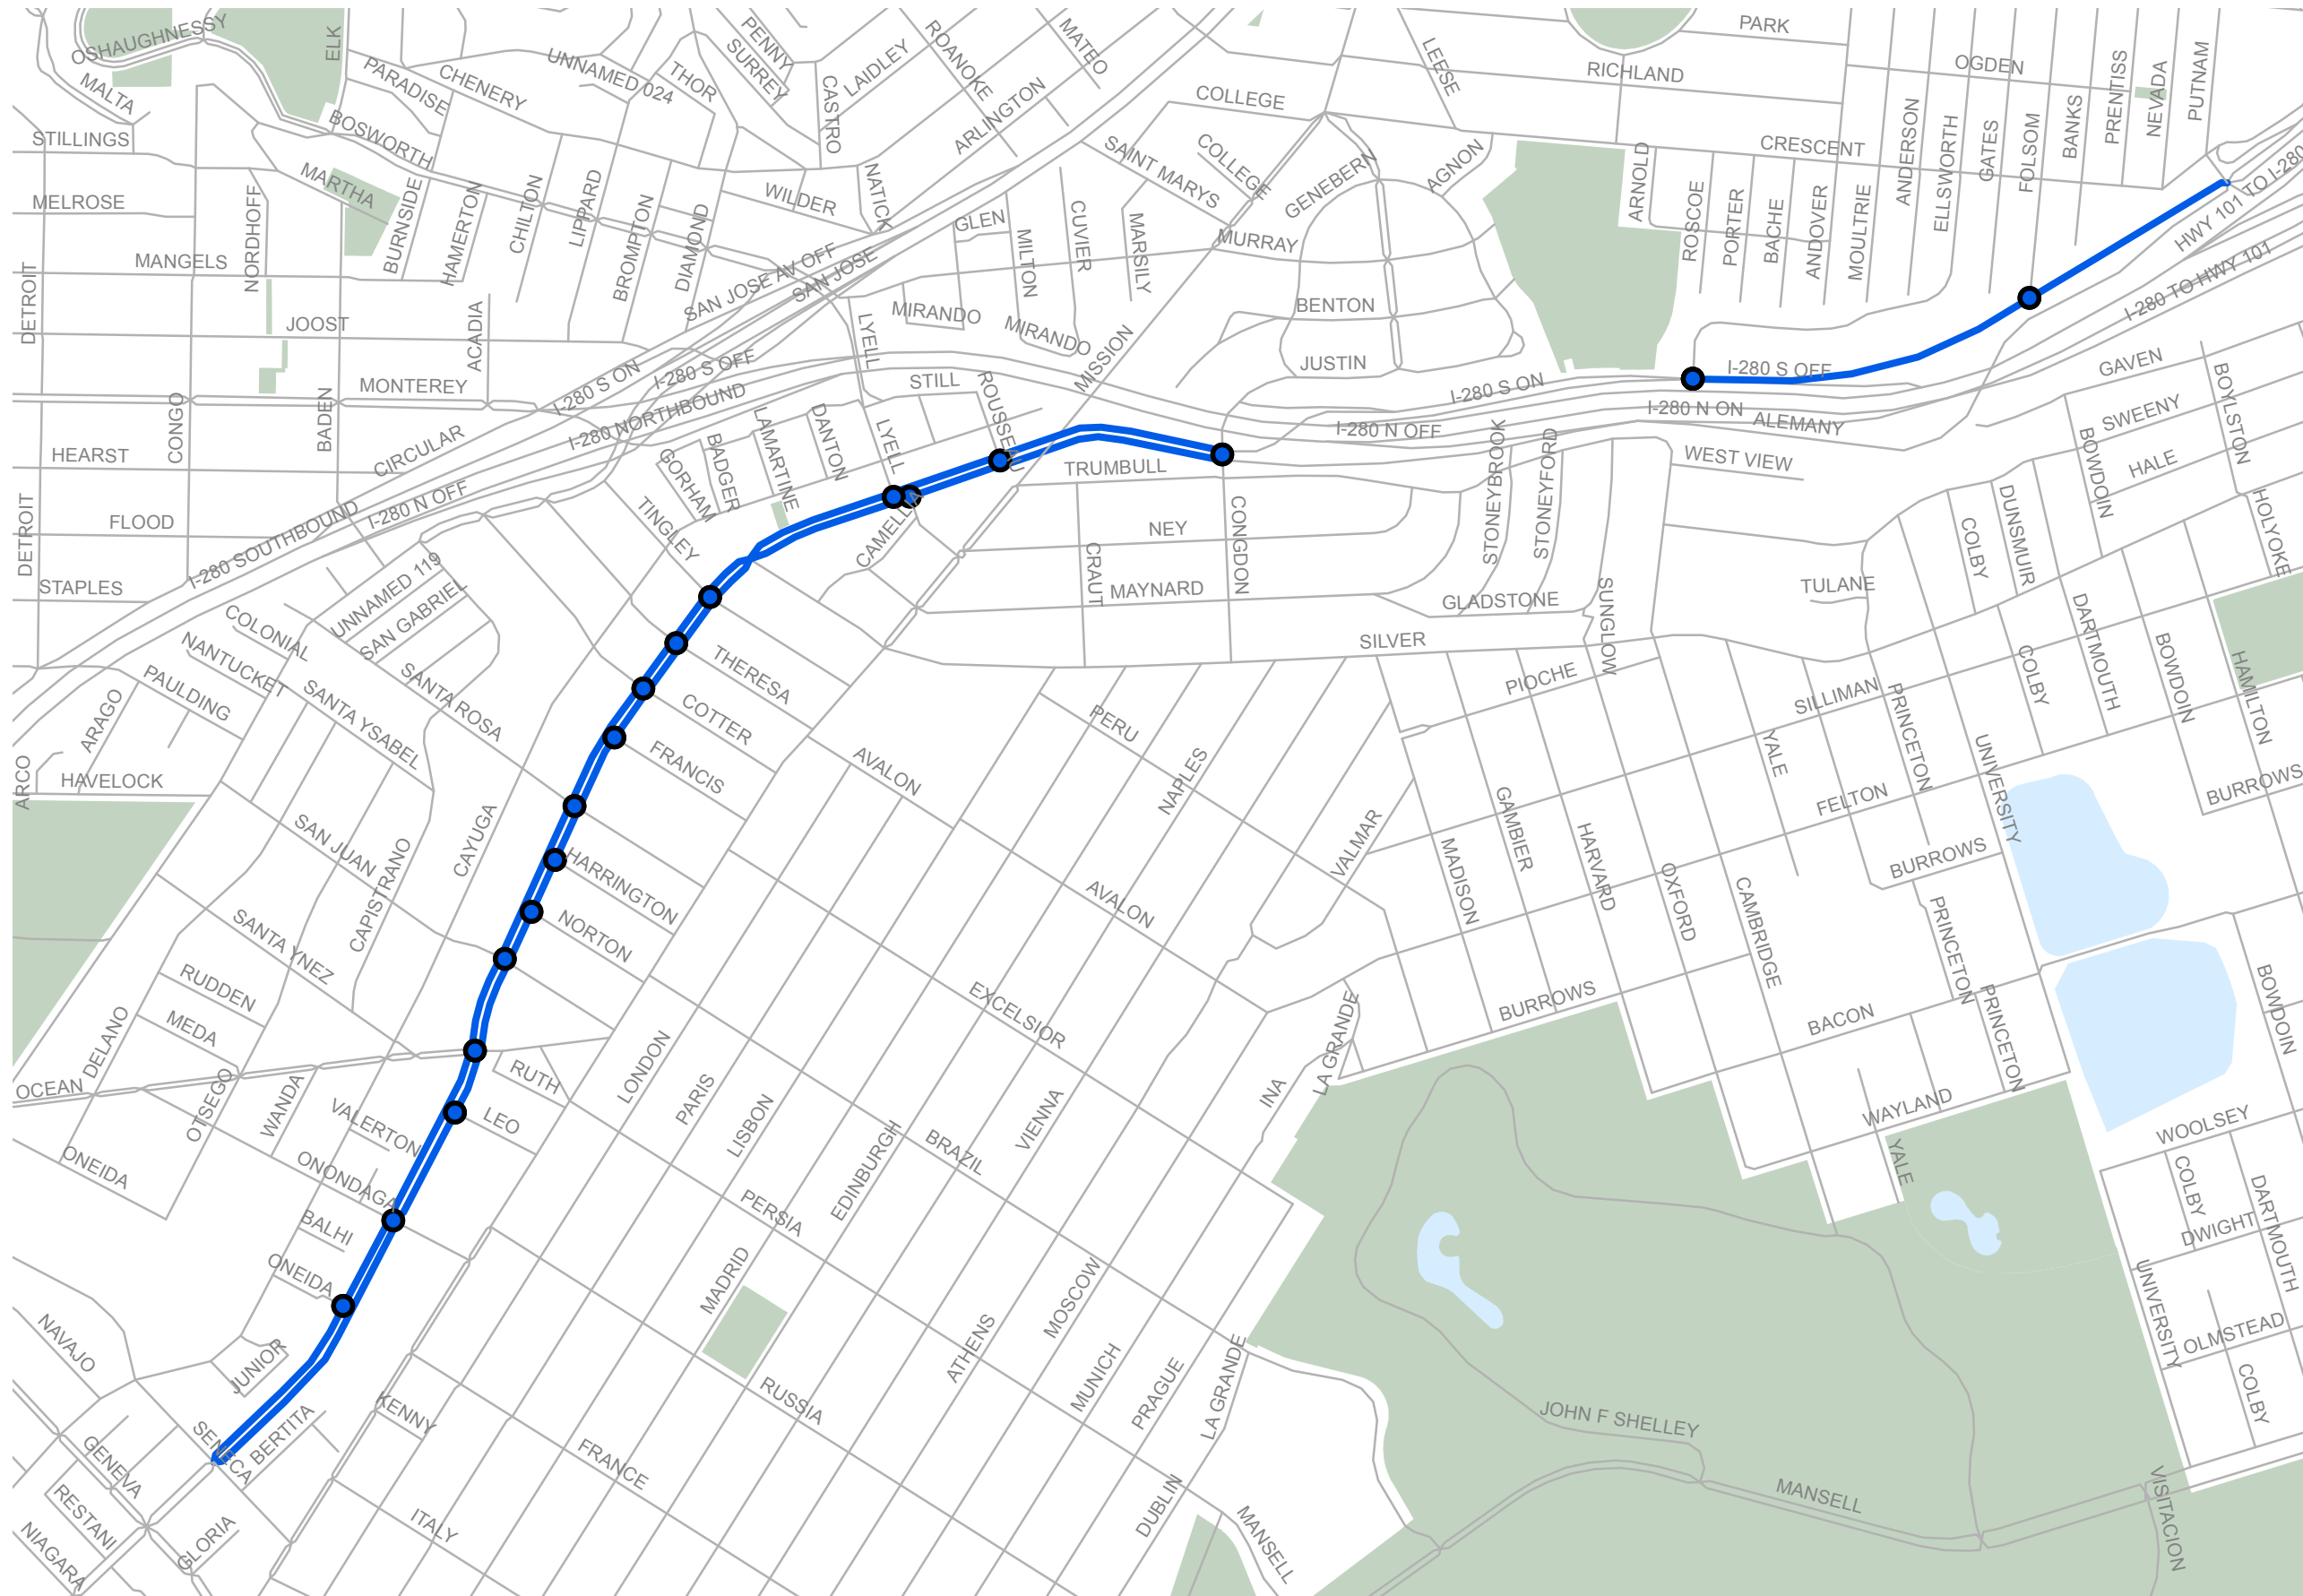 OSHAUGHNESSY
ELK
MALTA
PARADISE
CHENERY
UNNAMED 024
THOR
PENNY
SURREY
CASTRO
LAIDLEY
ROANOKE
MATEO
ARLINGTON
LEESE
PARK
RICHLAND
OGDEN
PRENTISS
NEVADA
PUTNAM
STILLINGS
BOSWORTH
COLLEGE
COLLEGE
SAINT MARYS
GENEBERN
AGNON
ARNOLD
CRESCENT
ANDERSON
ELLSWORTH
GATES
FOLSOM
BANKS
MELROSE
NORDHOFF
MARTHA
BURNSIDE
HAMERTON
CHILTON
LIPPARD
BROMPTON
DIAMOND
WILDER
NATICK
GLEN
MILTON
CUVIER
MARSILY
MURRAY
ROSCOE
PORTER
BACHE
ANDOVER
MOULTRIE
HWY 101 TO I-280
MANGELS
DETROIT
JOOST
ACADIA
SAN JOSE AV OFF
SAN JOSE
LYELL
MIRANDO
MIRANDO
MISSION
BENTON
JUSTIN
I-280 TO HWY 101
MONTEREY
CONGO
BADEN
I-280 S ON
I-280 S OFF
I-280 NORTHBOUND
STILL
ROUSSEAU
I-280 S ON
I-280 S OFF
I-280 N ON
ALEMANY
GAVEN
SWEENY
BOYLSTON
HEARST
CIRCULAR
I-280 N OFF
GORHAM
BADGER
LAMARTINE
DANTON
LYELL
TRUMBULL
I-280 N OFF
STONEYBROOK
STONEYFORD
WEST VIEW
BOWDOIN
HALE
HOLYOKE
DETROIT
FLOOD
I-280 SOUTHBOUND
TINGLEY
CAMELLIA
NEY
CRAUT
CONGDON
COLBY
DUNSMUIR
STAPLES
UNNAMED 119
SAN GABRIEL
MAYNARD
GLADSTONE
SUNGLOW
TULANE
COLONIAL
NANTUCKET
PAULDING
ARAGO
SANTA YSABEL
SANTA ROSA
THERESA
COTTER
FRANCIS
SILVER
PIOCHE
SILLIMAN
PRINCETON
COLBY
DARTMOUTH
BOWDOIN
HAMILTON
ARCO
HAVELOCK
SAN JUAN
CAYUGA
CAPISTRANO
AVALON
PERU
NAPLES
VALMAR
YALE
FELTON
UNIVERSITY
BURROWS
HARRINGTON
NORTON
AVALON
MADISON
GAMBIER
HARVARD
OXFORD
CAMBRIDGE
BURROWS
PRINCETON
SANTA YNEZ
RUDDEN
MEDA
DELANO
EXCELSIOR
LA GRANDE
BURROWS
BACON
PRINCETON
BOWDOIN
OCEAN
OTSEGO
WANDA
VALERTON
RUTH
LEO
LONDON
PARIS
LISBON
EDINBURGH
BRAZIL
VIENNA
INA
WAYLAND
YALE
WOOLSEY
COLBY
DARTMOUTH
DWIGHT
ONEIDA
ONONDAGA
BALHI
ONEIDA
PERSIA
MADRID
MOSCOW
ATHENS
MUNICH
PRAGUE
LA GRANDE
UNIVERSITY
OLMSTEAD
COLBY
NAVAJO
JUNIOR
SENECA
BERTITA
KENNY
RUSSIA
FRANCE
JOHN F SHELLEY
MANSELL
VISITACION
GENEVA
RESTANI
NIAGARA
GLORIA
ITALY
DUBLIN
MANSELL